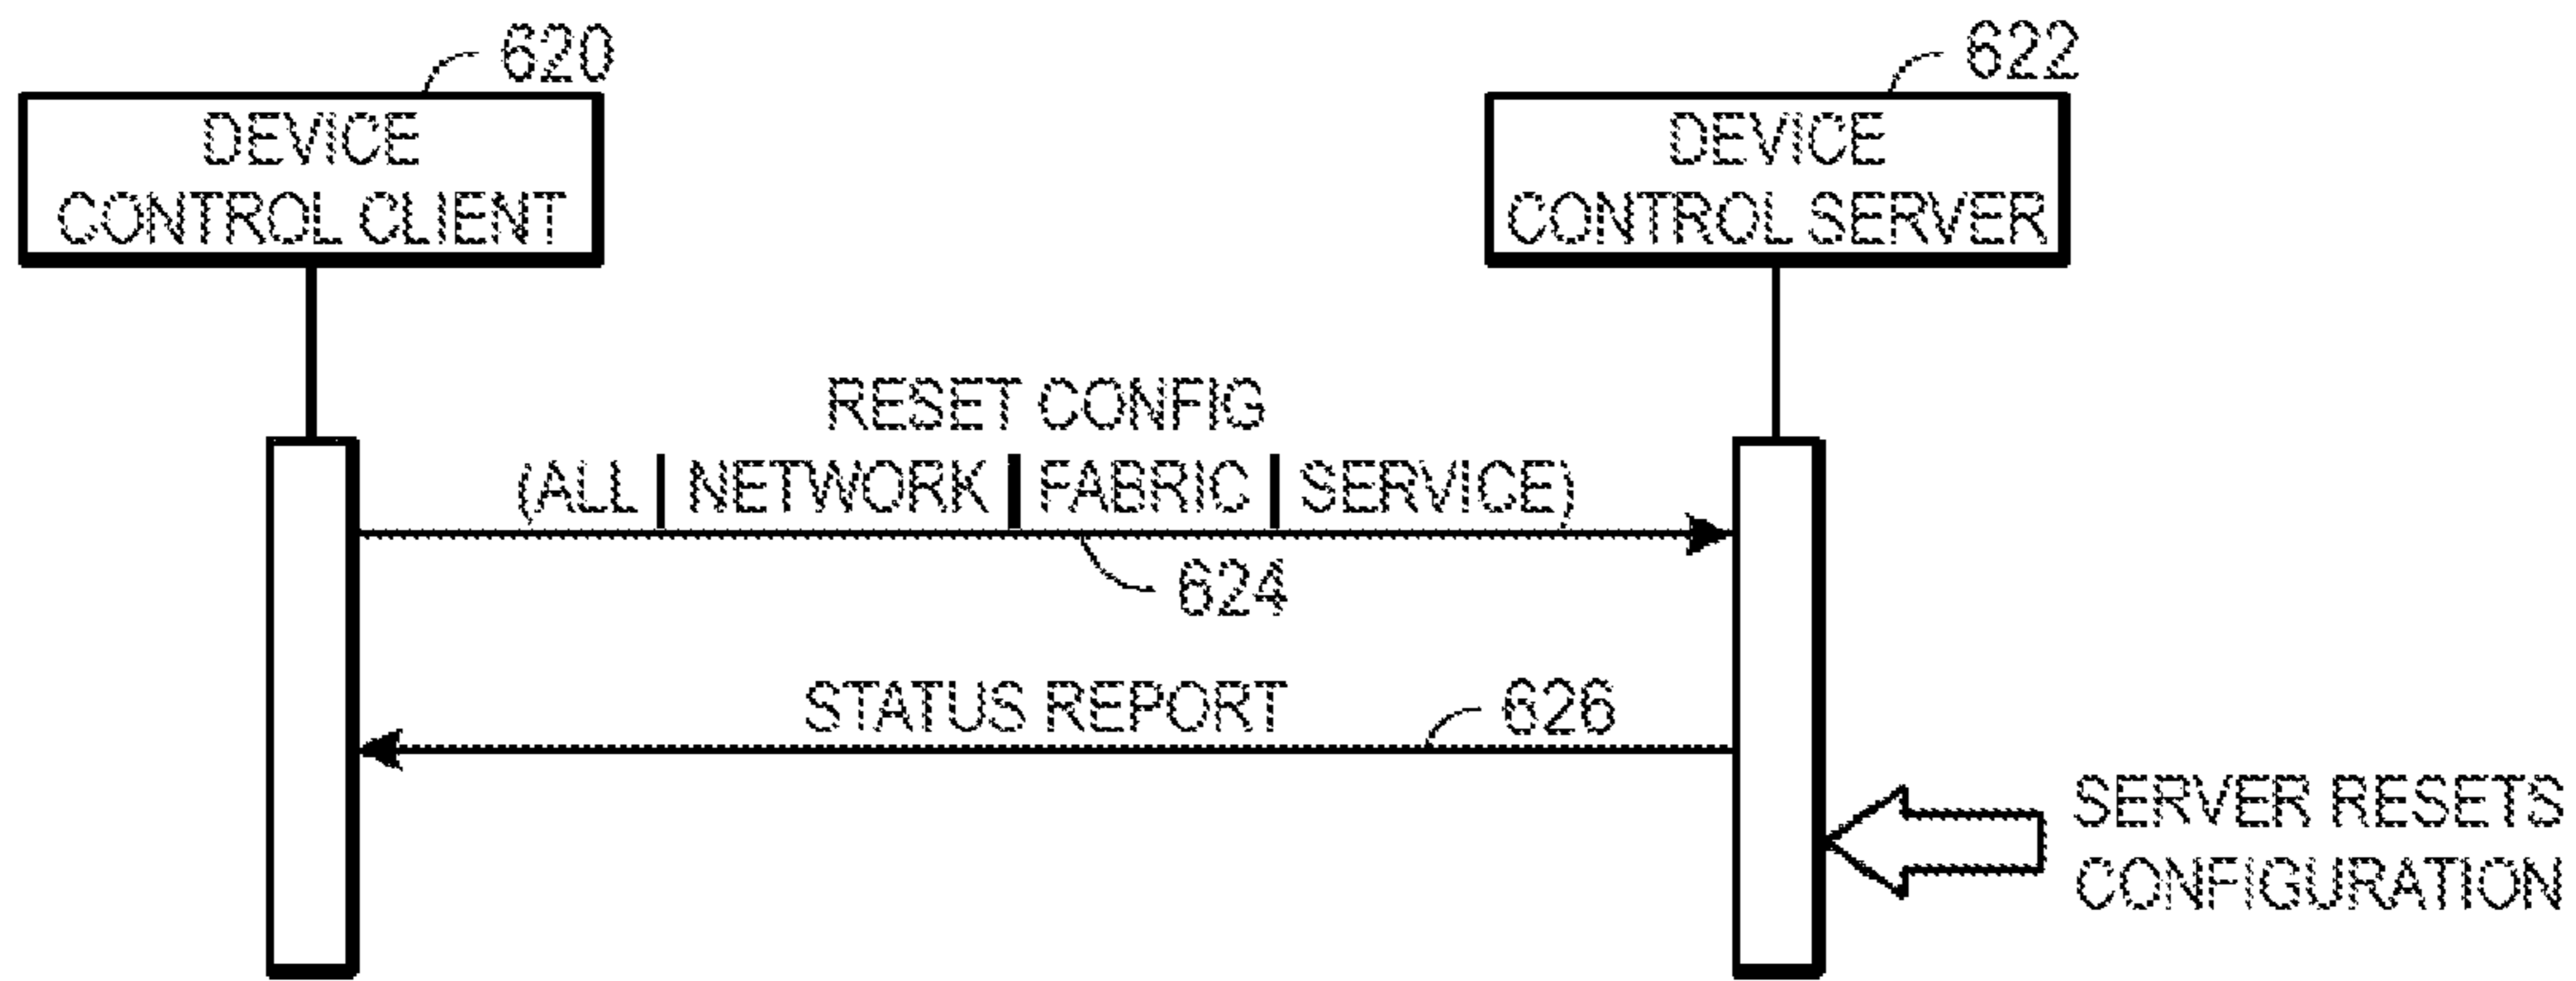 620
DEVICE
CONTROL CLIENT
622
DEVICE
CONTROL SERVER
RESET CONFIG
(ALL | NETWORK | FABRIC | SERVICE)
624
STATUS REPORT
626
SERVER RESETS
CONFIGURATION